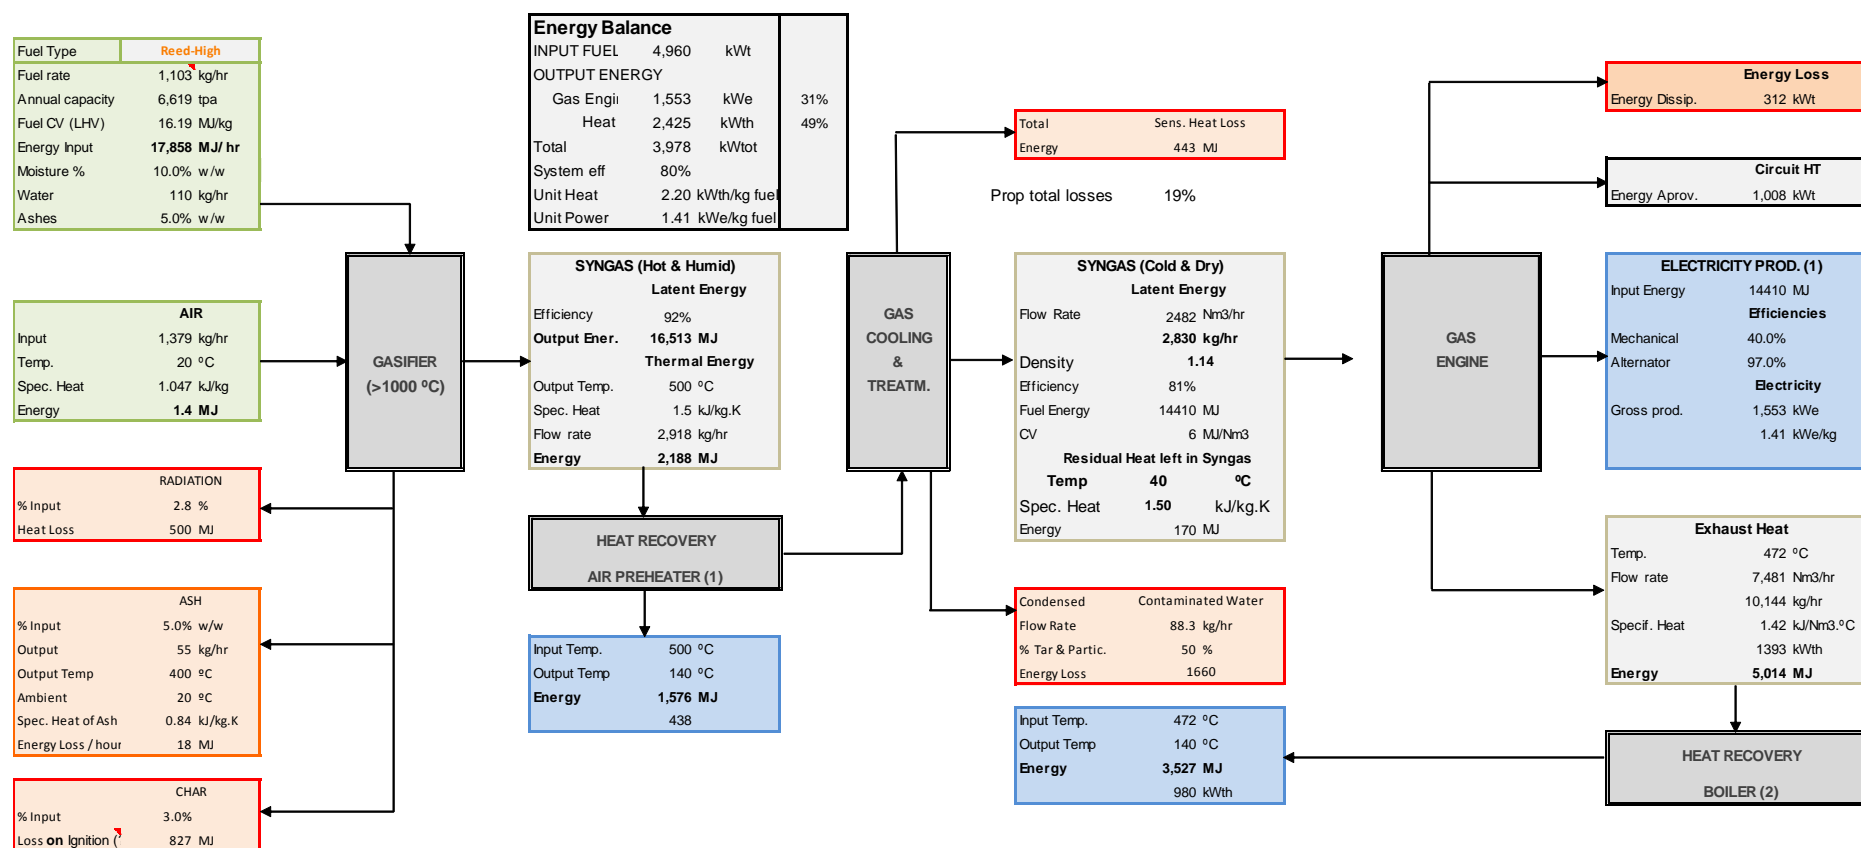 Fuel Type Reed-High
Fuel rate 1,103 kg/hr
Annual capacity 6,619 tpa
Fuel CV (LHV) 16.19 MJ/kg
Energy Input 17,858 MJ/ hr
Moisture % 10.0% w/w
Water 110 kg/hr
Ashes 5.0% w/w
Energy Balance
INPUT FUEL 4,960 kWt
OUTPUT ENERGY
Gas Engi 1,553 kWe 31%
Heat 2,425 kWth 49%
Total 3,978 kWtot
System eff 80%
Unit Heat 2.20 kWth/kg fuel
Unit Power 1.41 kWe/kg fuel
Total Sens. Heat Loss
Energy 443 MJ
Prop total losses 19%
Energy Loss
Energy Dissip. 312 kWt
Circuit HT
Energy Aprov. 1,008 kWt
AIR
Input 1,379 kg/hr
Temp. 20 ºC
Spec. Heat 1.047 kJ/kg
Energy 1.4 MJ
GASIFIER
(>1000 ºC)
SYNGAS (Hot & Humid)
Latent Energy
Efficiency 92%
Output Ener. 16,513 MJ
Thermal Energy
Output Temp. 500 ºC
Spec. Heat 1.5 kJ/kg.K
Flow rate 2,918 kg/hr
Energy 2,188 MJ
GAS
COOLING
&
TREATM.
SYNGAS (Cold & Dry)
Latent Energy
Flow Rate 2482 Nm3/hr
2,830 kg/hr
Density 1.14
Efficiency 81%
Fuel Energy 14410 MJ
CV 6 MJ/Nm3
Residual Heat left in Syngas
Temp 40 ºC
Spec. Heat 1.50 kJ/kg.K
Energy 170 MJ
GAS
ENGINE
ELECTRICITY PROD. (1)
Input Energy 14410 MJ
Efficiencies
Mechanical 40.0%
Alternator 97.0%
Electricity
Gross prod. 1,553 kWe
1.41 kWe/kg
RADIATION
% Input 2.8 %
Heat Loss 500 MJ
HEAT RECOVERY
AIR PREHEATER (1)
Exhaust Heat
Temp. 472 ºC
Flow rate 7,481 Nm3/hr
10,144 kg/hr
Specif. Heat 1.42 kJ/Nm3.ºC
1393 kWth
Energy 5,014 MJ
ASH
% Input 5.0% w/w
Output 55 kg/hr
Output Temp 400 ºC
Ambient 20 ºC
Spec. Heat of Ash 0.84 kJ/kg.K
Energy Loss / hour 18 MJ
Input Temp. 500 ºC
Output Temp 140 ºC
Energy 1,576 MJ
438
Condensed Contaminated Water
Flow Rate 88.3 kg/hr
% Tar & Partic. 50 %
Energy Loss 1660
Input Temp. 472 ºC
Output Temp 140 ºC
Energy 3,527 MJ
980 kWth
HEAT RECOVERY
BOILER (2)
CHAR
% Input 3.0%
Loss on Ignition ( 827 MJ